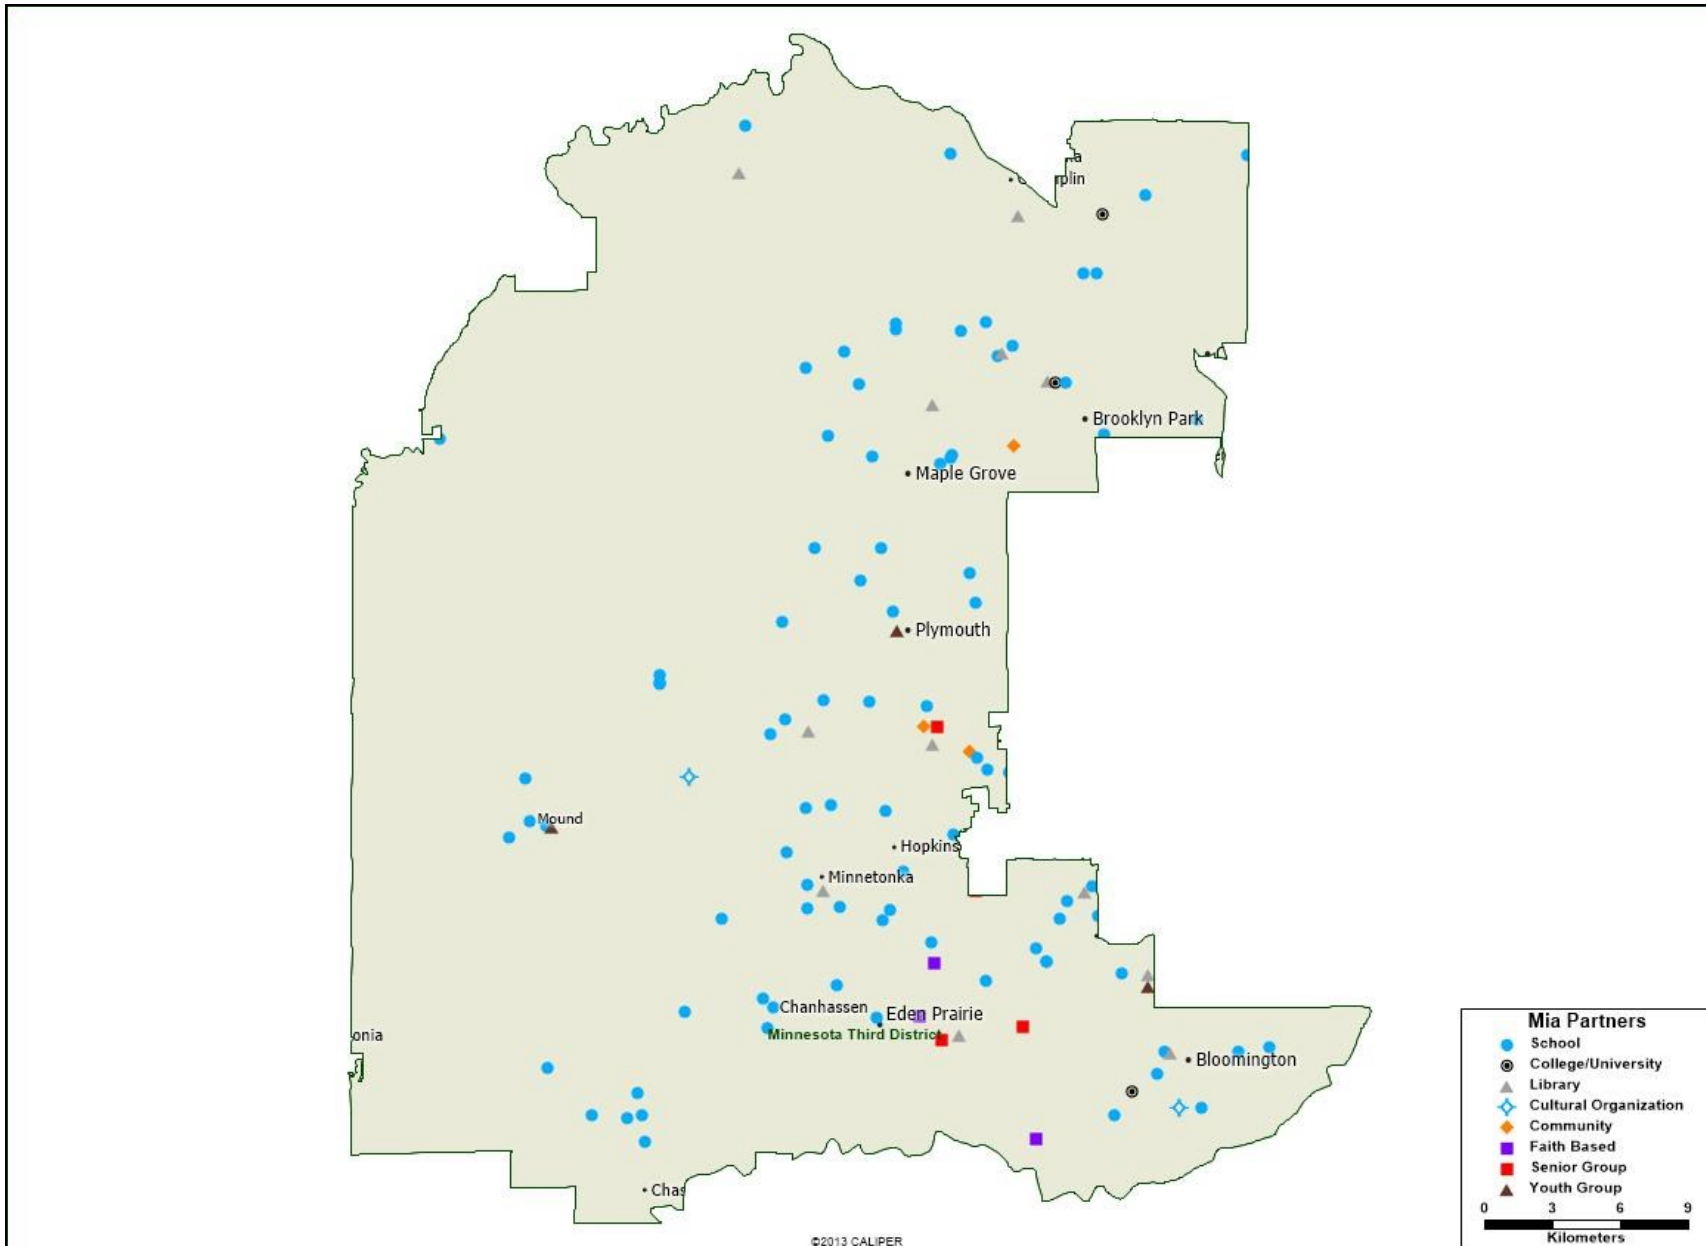 Brooklyn Park
Maple Grove
Plymouth
Mound
Hopkins
Minnetonka
Chanhassen
Eden Prairie
Minnesota Third District
onia
Bloomington
Chas
©2013 CALIPER
Mia Partners
School
College/University
Library
Cultural Organization
Community
Faith Based
Senior Group
Youth Group
0 3 6 9
Kilometers